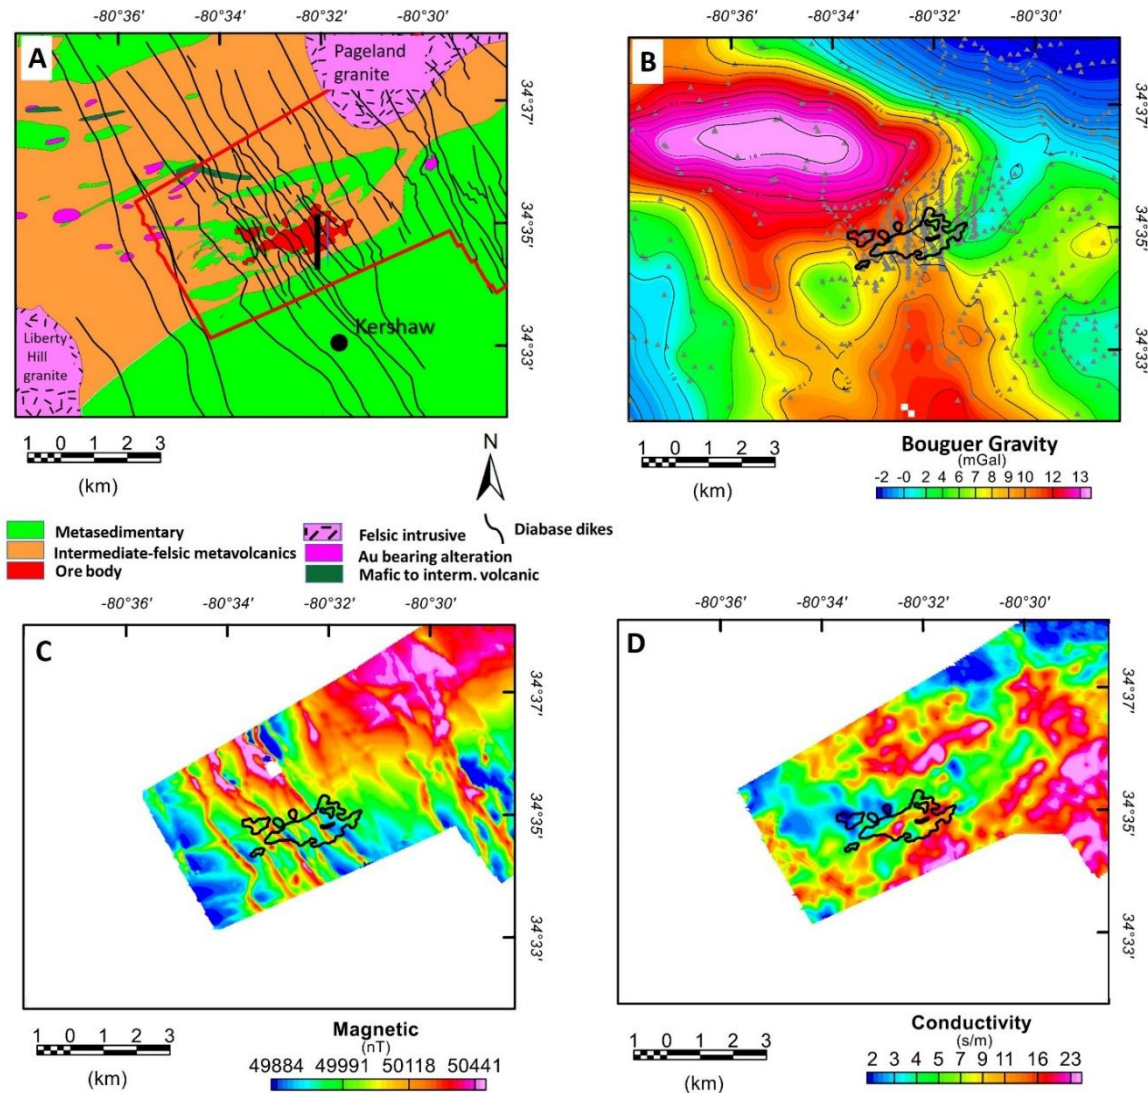 -80°36' -80°34' -80°32' -80°30'
A
Pageland
granite
34°37'
34°35'
34°33'
Kershaw
Liberty
Hill
granite
1 0 1 2 3
(km)
N
-80°36' -80°34' -80°32' -80°30'
B
34°37'
34°35'
34°33'
1 0 1 2 3
(km)
Bouguer Gravity
(mGal)
-2 -0 2 4 6 7 8 9 10 12 13
Metasedimentary
Intermediate-felsic metavolcanics
Ore body
Felsic intrusive
Au bearing alteration
Mafic to interm. volcanic
Diabase dikes
-80°36' -80°34' -80°32' -80°30'
C
34°37'
34°35'
34°33'
1 0 1 2 3
(km)
Magnetic
(nT)
49884 49991 50118 50441
-80°36' -80°34' -80°32' -80°30'
D
34°37'
34°35'
34°33'
1 0 1 2 3
(km)
Conductivity
(s/m)
2 3 4 5 7 9 11 16 23